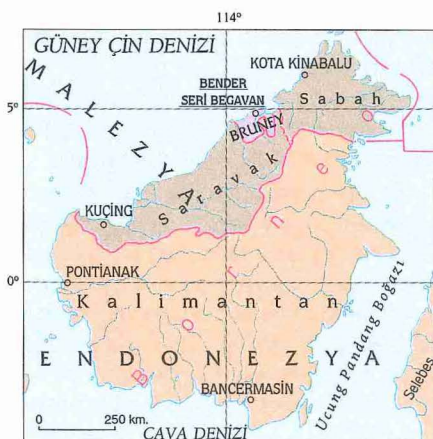 114°
GÜNEY ÇİN DENİZİ
KOTA KİNABALU
MALEZYA
BENDER
SERİ BEGAVAN
Sabah
5°
BRUNEY
Saravak
KUÇİNG
Borneo
0°
PONTİANAK
Kalimantan
ENDONEZYA
Ucung Pandang Boğazı
Selebes
BANCERMASİN
0 250 km.
CAVA DENİZİ